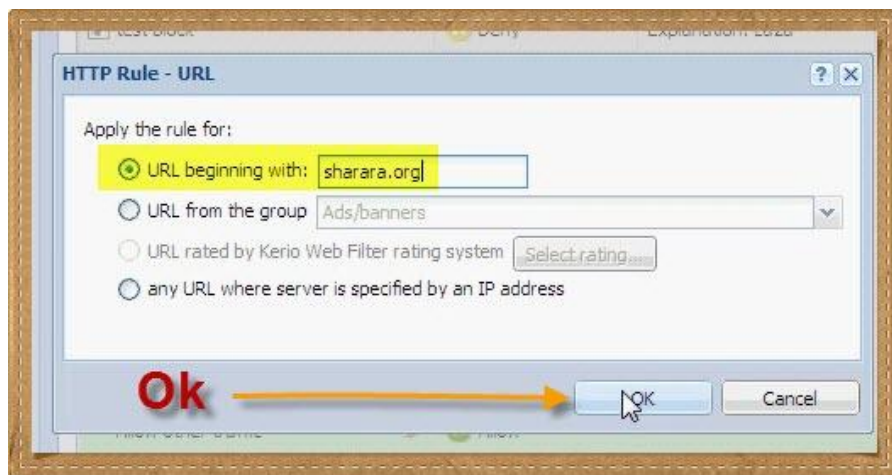 Deny
HTTP Rule - URL
Apply the rule for:
URL beginning with: sharara.org
URL from the group Ads/banners
URL rated by Kerio Web Filter rating system Select rating...
any URL where server is specified by an IP address
Ok
OK Cancel